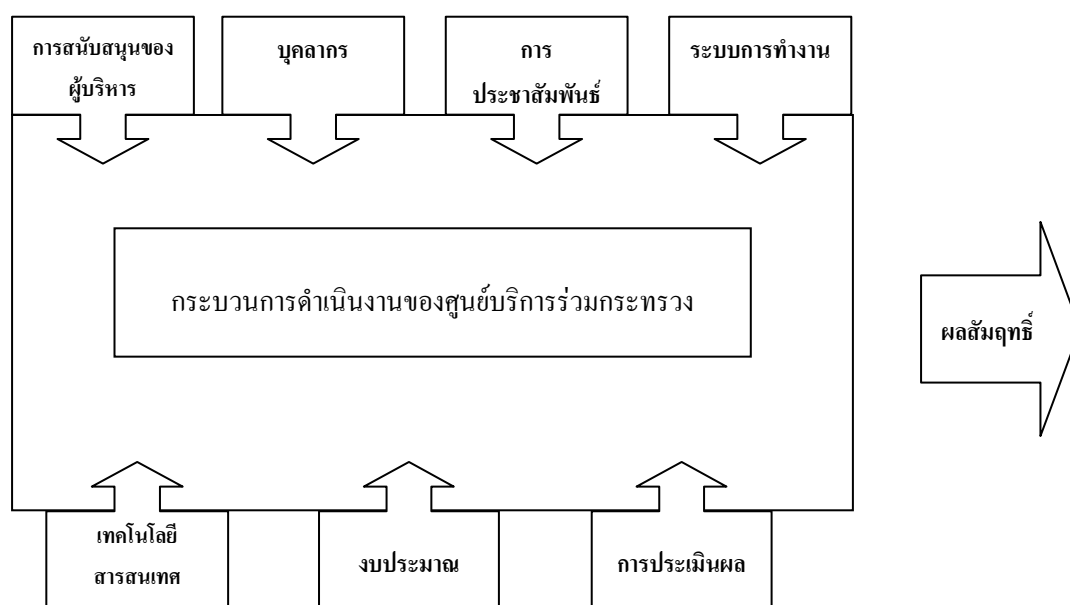 การสนับสนุนของ
ผู้บริหาร
บุคลากร
การ
ประชาสัมพันธ์
ระบบการทำงาน
กระบวนการดำเนินงานของศูนย์บริการร่วมกระทรวง
ผลสัมฤทธิ์
เทคโนโลยี
สารสนเทศ
งบประมาณ
การประเมินผล